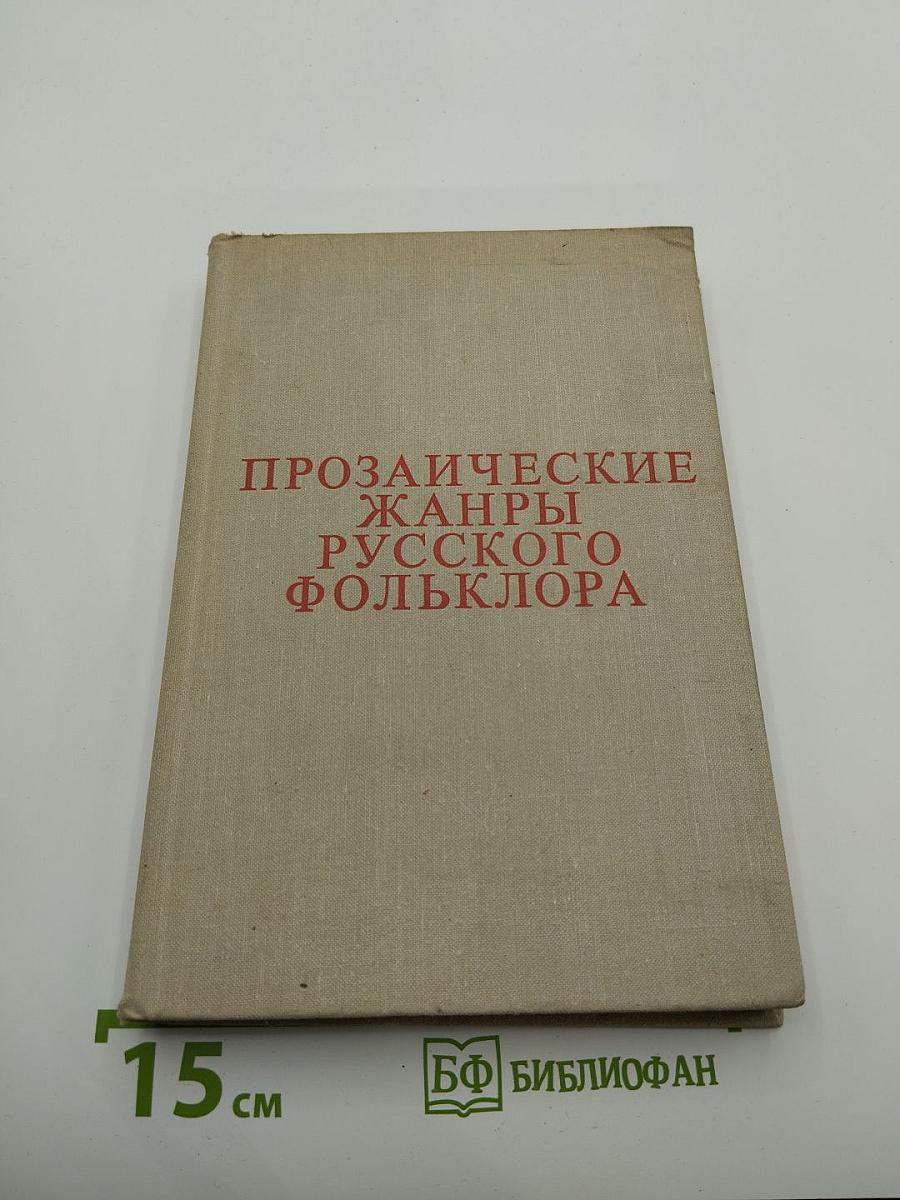 ПРОЗАИЧЕСКИЕ
ЖАНРЫ
РУССКОГО
ФОЛЬКЛОРА
15 см
БФ БИБЛИОФАН